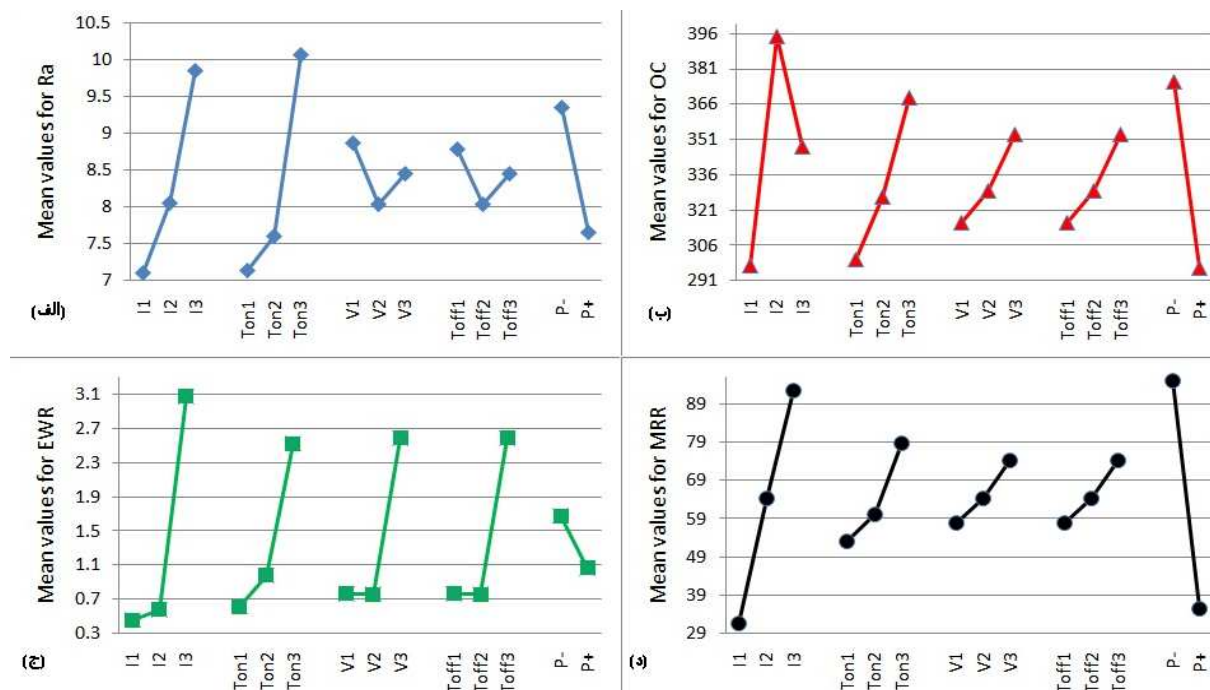 Mean values for Ra
10.5
10
9.5
9
8.5
8
7.5
7
I1 I2 I3 Ton1 Ton2 Ton3 V1 V2 V3 Toff1 Toff2 Toff3 P- P+
(الف)
Mean values for OC
396
381
366
351
336
321
306
291
I1 I2 I3 Ton1 Ton2 Ton3 V1 V2 V3 Toff1 Toff2 Toff3 P- P+
(ب)
Mean values for EWR
3.1
2.7
2.3
1.9
1.5
1.1
0.7
0.3
I1 I2 I3 Ton1 Ton2 Ton3 V1 V2 V3 Toff1 Toff2 Toff3 P- P+
(ج)
Mean values for MRR
89
79
69
59
49
39
29
I1 I2 I3 Ton1 Ton2 Ton3 V1 V2 V3 Toff1 Toff2 Toff3 P- P+
(د)